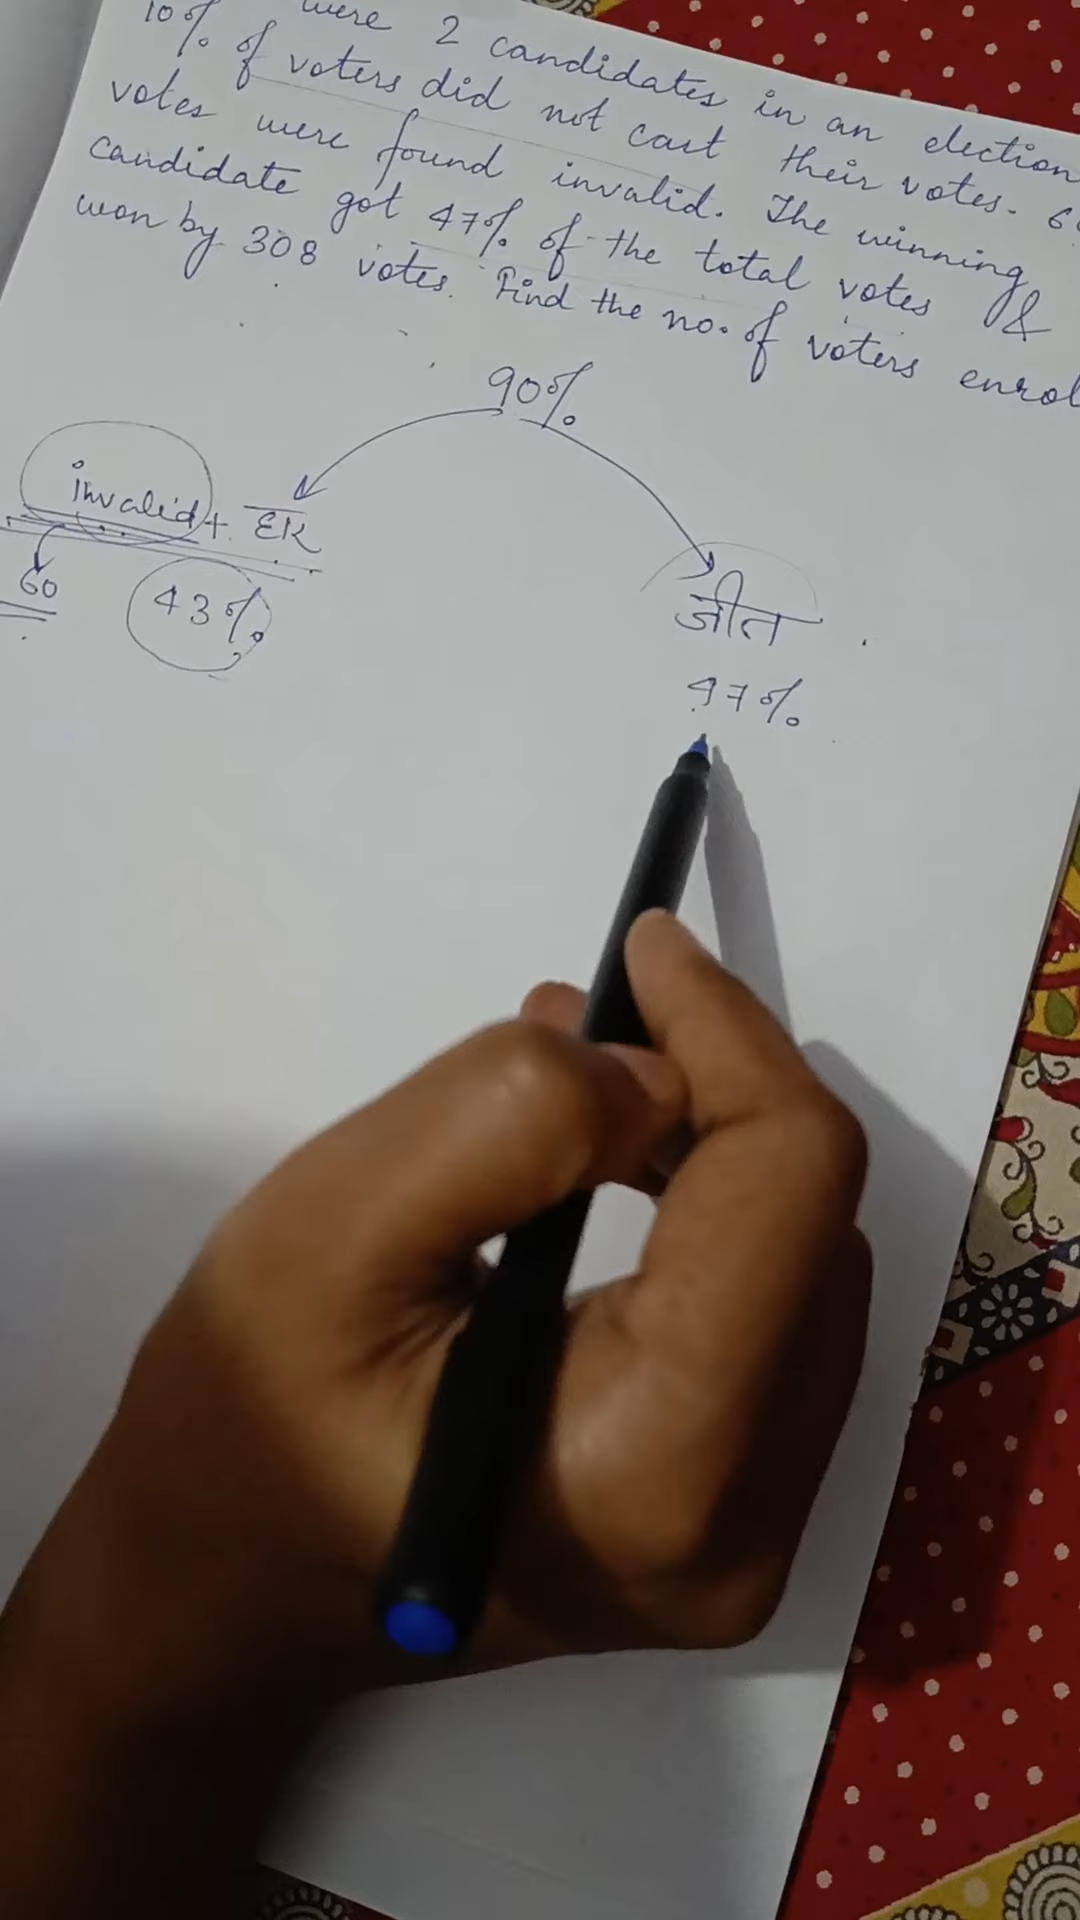 were 2 candidates in an election
10% of voters did not cast their votes. 6
votes were found invalid. The winning
candidate got 47% of the total votes &
won by 308 votes. Find the no. of voters enrol
90%
invalid +
60
43%
जीत
47%